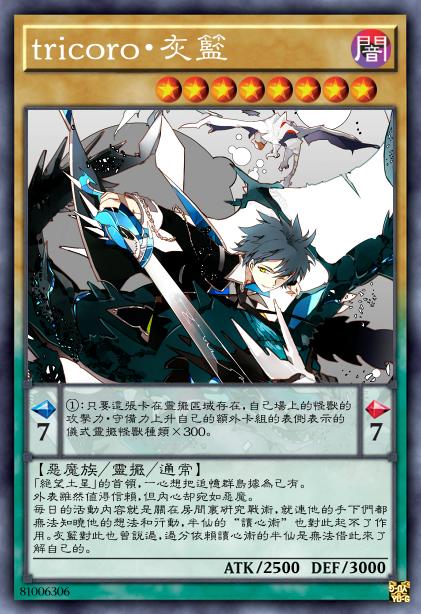 tricoro・灰籃
闇
①:只要這張卡在靈擺區域存在,自己場上的怪獸的
攻擊力・守備力上升自己的額外卡組的表側表示的
儀式靈擺怪獸種類×300。
7
7
【惡魔族／靈擺／通常】
「絕望土星」的首領,一心想把追憶群島據為已有。
外表雖然值得信賴,但內心卻宛如惡魔。
每日的活動內容就是關在房間裏研究戰術,就連他的手下們都
無法知曉他的想法和行動,半仙的“讀心術”也對此起不了作
用。灰籃對此也曾說過,過分依賴讀心術的半仙是無法借此來了
解自己的。
ATK/2500 DEF/3000
81006306